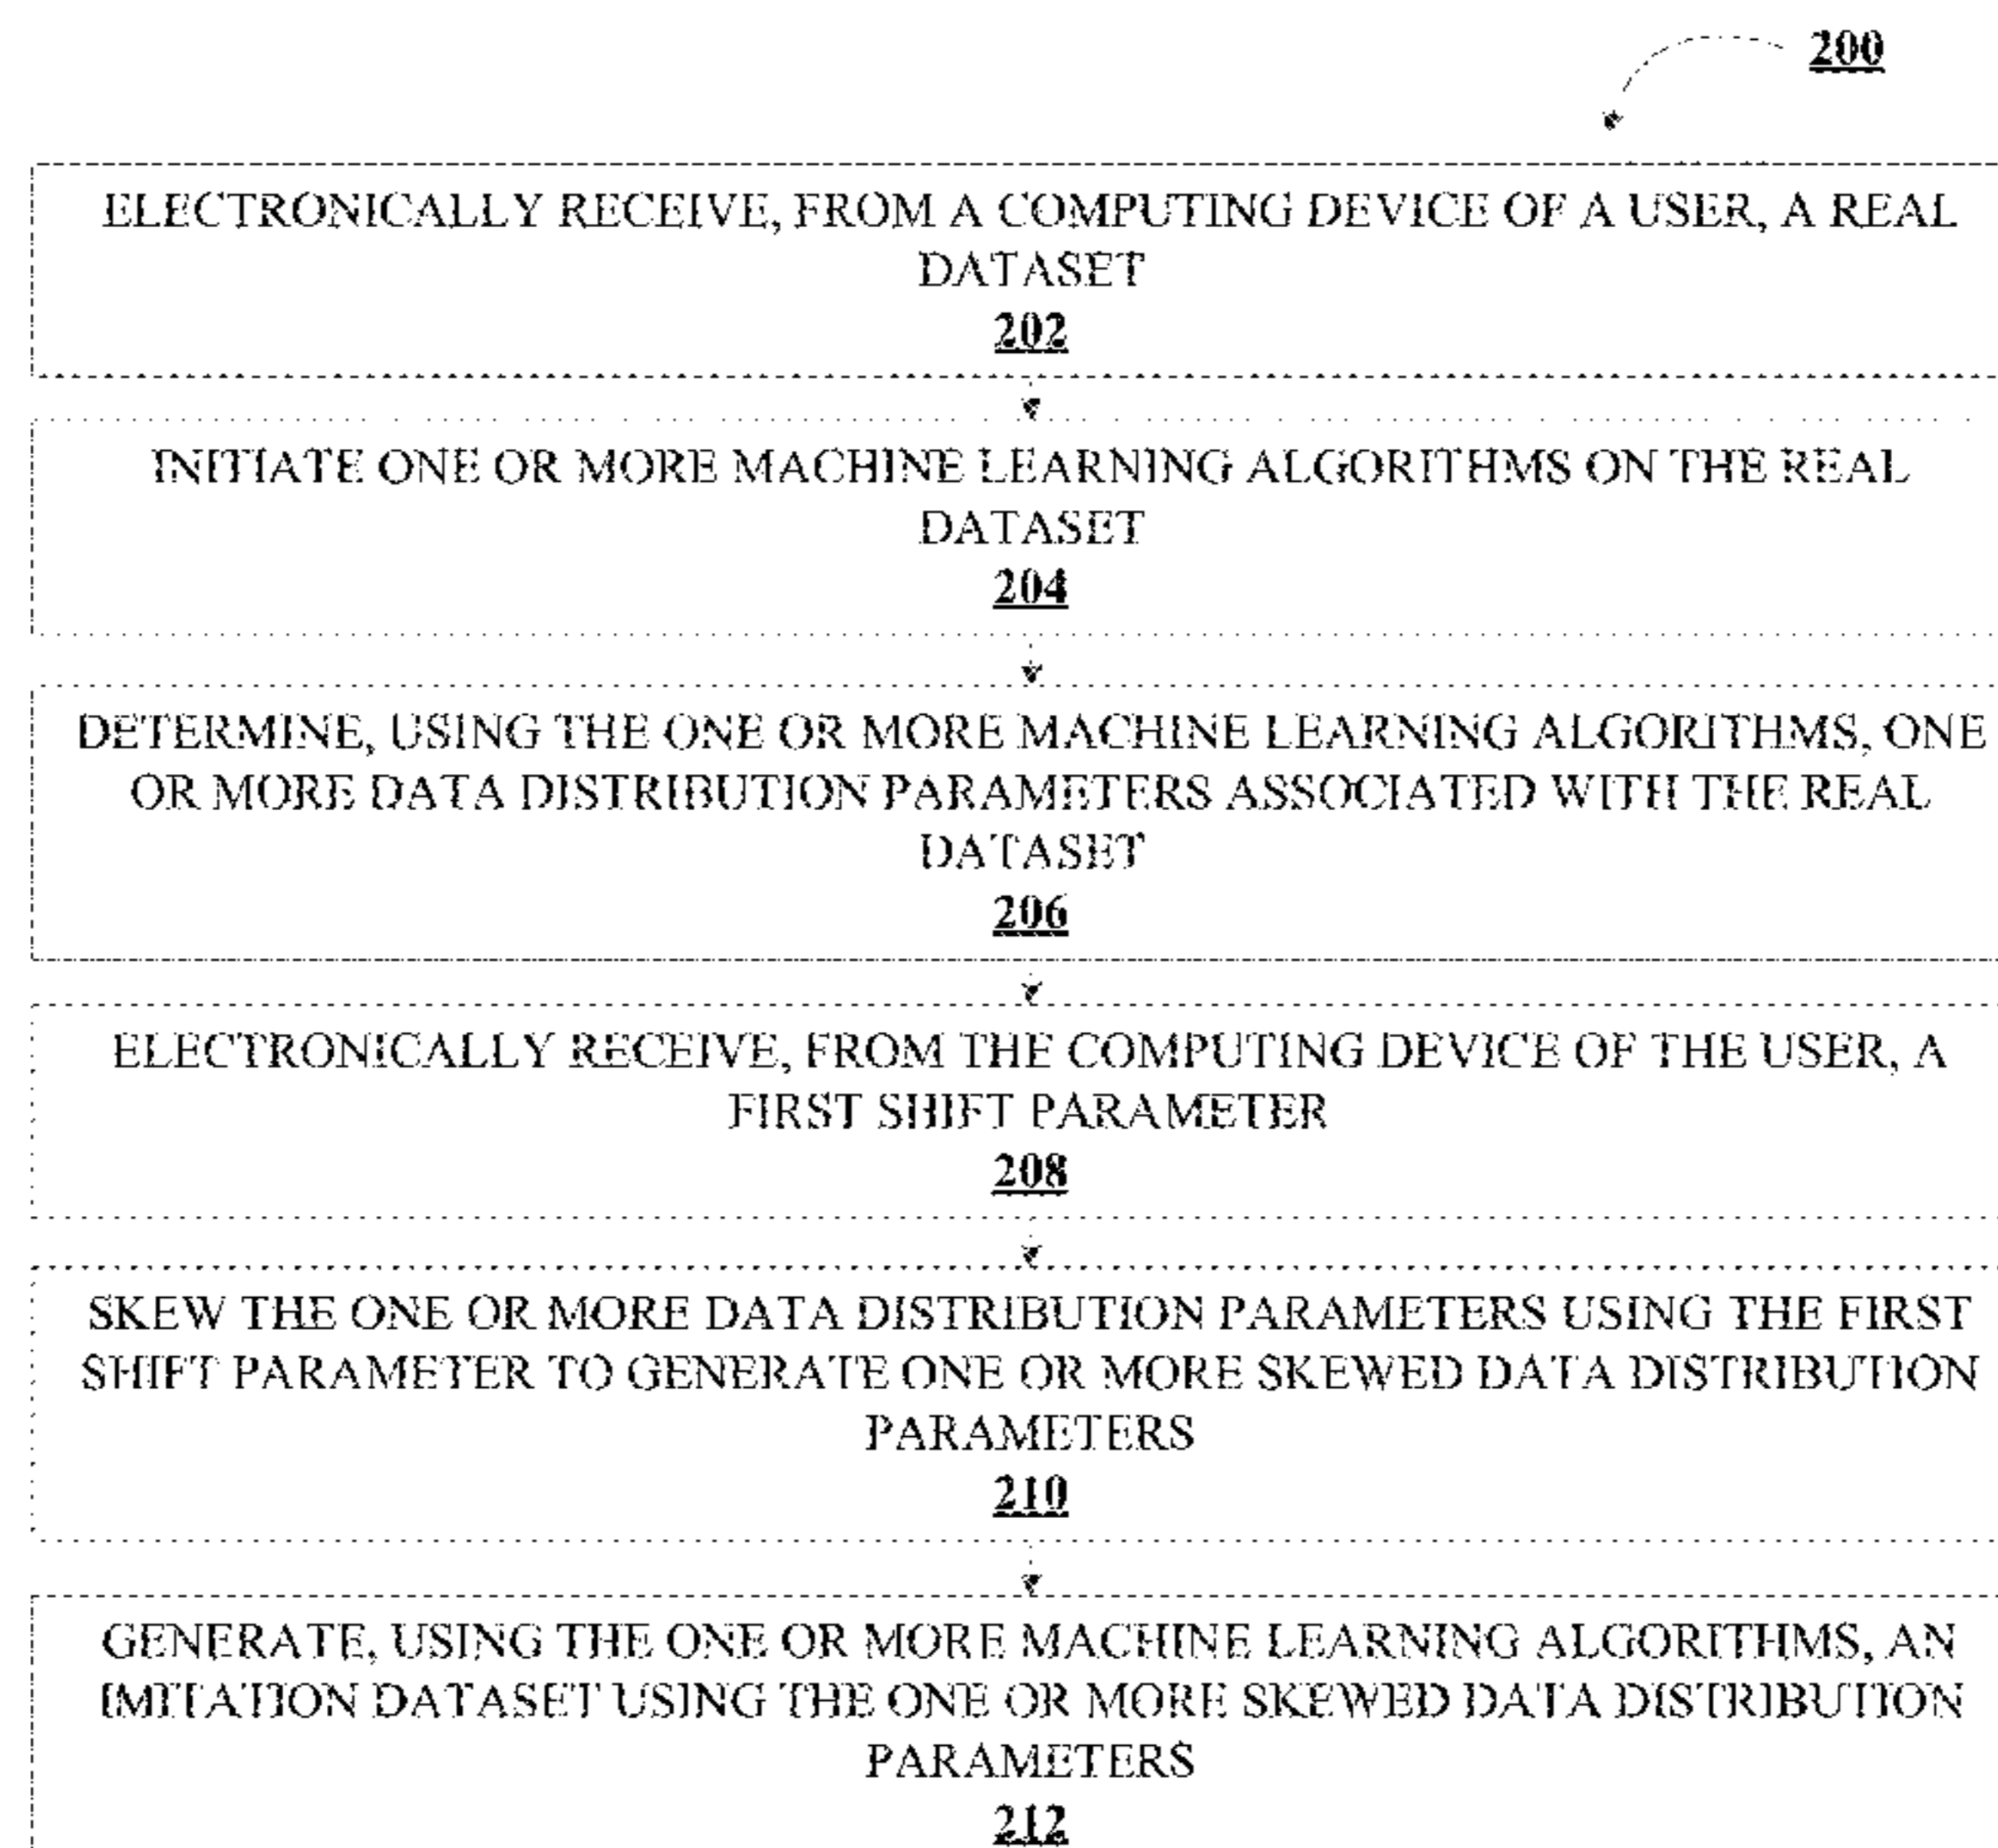 200
ELECTRONICALLY RECEIVE, FROM A COMPUTING DEVICE OF A USER, A REAL
DATASET
202
INITIATE ONE OR MORE MACHINE LEARNING ALGORITHMS ON THE REAL
DATASET
204
DETERMINE, USING THE ONE OR MORE MACHINE LEARNING ALGORITHMS, ONE
OR MORE DATA DISTRIBUTION PARAMETERS ASSOCIATED WITH THE REAL
DATASET
206
ELECTRONICALLY RECEIVE, FROM THE COMPUTING DEVICE OF THE USER, A
FIRST SHIFT PARAMETER
208
SKEW THE ONE OR MORE DATA DISTRIBUTION PARAMETERS USING THE FIRST
SHIFT PARAMETER TO GENERATE ONE OR MORE SKEWED DATA DISTRIBUTION
PARAMETERS
210
GENERATE, USING THE ONE OR MORE MACHINE LEARNING ALGORITHMS, AN
IMITATION DATASET USING THE ONE OR MORE SKEWED DATA DISTRIBUTION
PARAMETERS
212